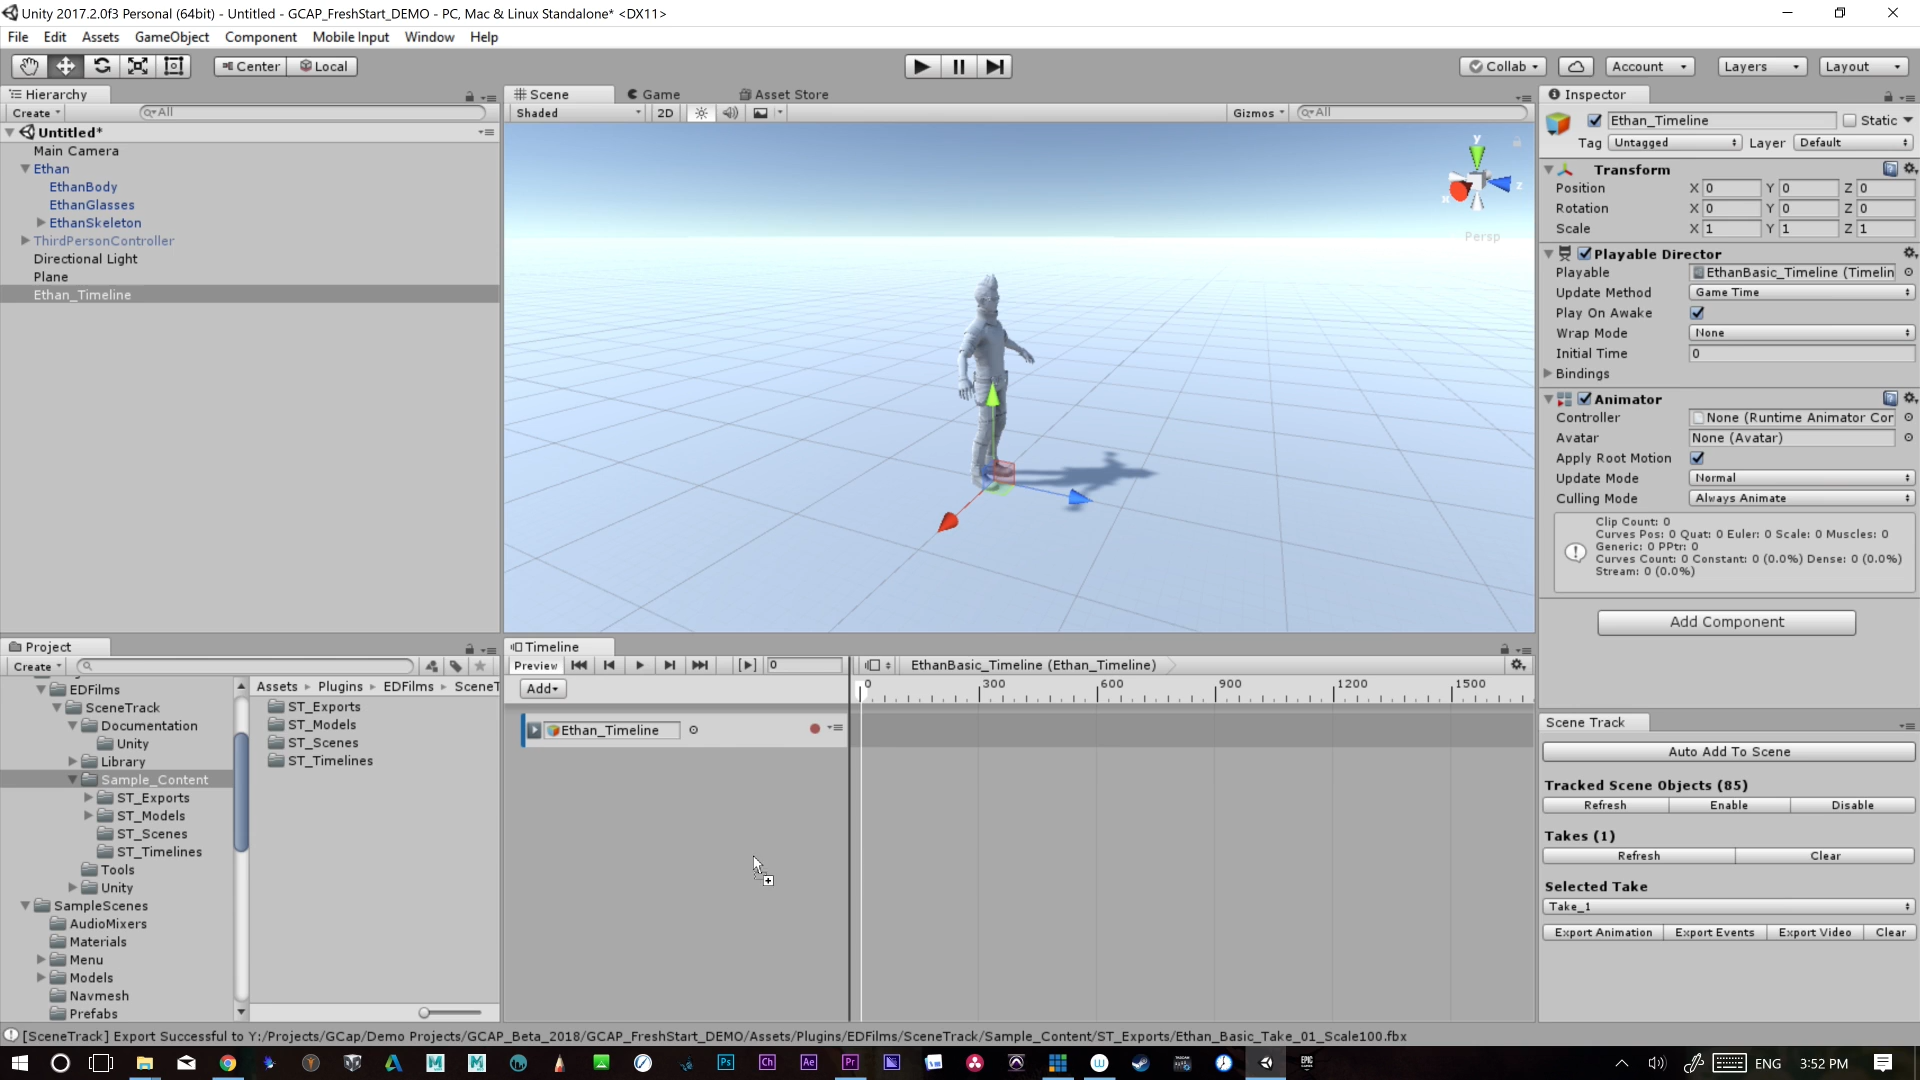 Unity 2017.2.0f3 Personal (64bit) - Untitled - GCAP_FreshStart_DEMO - PC, Mac & Linux Standalone* <DX11>
File Edit Assets GameObject Component Mobile Input Window Help
Center Local
Collab Account Layers Layout
Hierarchy
Create All
Untitled*
Main Camera
Ethan
EthanBody
EthanGlasses
EthanSkeleton
ThirdPersonController
Directional Light
Plane
Ethan_Timeline
Scene Game Asset Store
Shaded 2D Gizmos All
y
x
z
Persp
Inspector
Ethan_Timeline Static
Tag Untagged Layer Default
Transform
Position X 0 Y 0 Z 0
Rotation X 0 Y 0 Z 0
Scale X 1 Y 1 Z 1
Playable Director
Playable EthanBasic_Timeline (Timelin
Update Method Game Time
Play On Awake
Wrap Mode None
Initial Time 0
Bindings
Animator
Controller None (Runtime Animator Cor
Avatar None (Avatar)
Apply Root Motion
Update Mode Normal
Culling Mode Always Animate
Clip Count: 0
Curves Pos: 0 Quat: 0 Euler: 0 Scale: 0 Muscles: 0
Generic: 0 PPtr: 0
Curves Count: 0 Constant: 0 (0.0%) Dense: 0 (0.0%)
Stream: 0 (0.0%)
Add Component
Project
Create
EDFilms
SceneTrack
Documentation
Unity
Library
Sample_Content
ST_Exports
ST_Models
ST_Scenes
ST_Timelines
Tools
Unity
SampleScenes
AudioMixers
Materials
Menu
Models
Navmesh
Prefabs
Assets Plugins EDFilms SceneT
ST_Exports
ST_Models
ST_Scenes
ST_Timelines
Timeline
Preview 0 EthanBasic_Timeline (Ethan_Timeline)
Add
0 300 600 900 1200 1500
Ethan_Timeline
Scene Track
Auto Add To Scene
Tracked Scene Objects (85)
Refresh Enable Disable
Takes (1)
Refresh Clear
Selected Take
Take_1
Export Animation Export Events Export Video Clear
[SceneTrack] Export Successful to Y:/Projects/GCap/Demo Projects/GCAP_Beta_2018/GCAP_FreshStart_DEMO/Assets/Plugins/EDFilms/SceneTrack/Sample_Content/ST_Exports/Ethan_Basic_Take_01_Scale100.fbx
Ps Ch Ae Pr ENG 3:52 PM